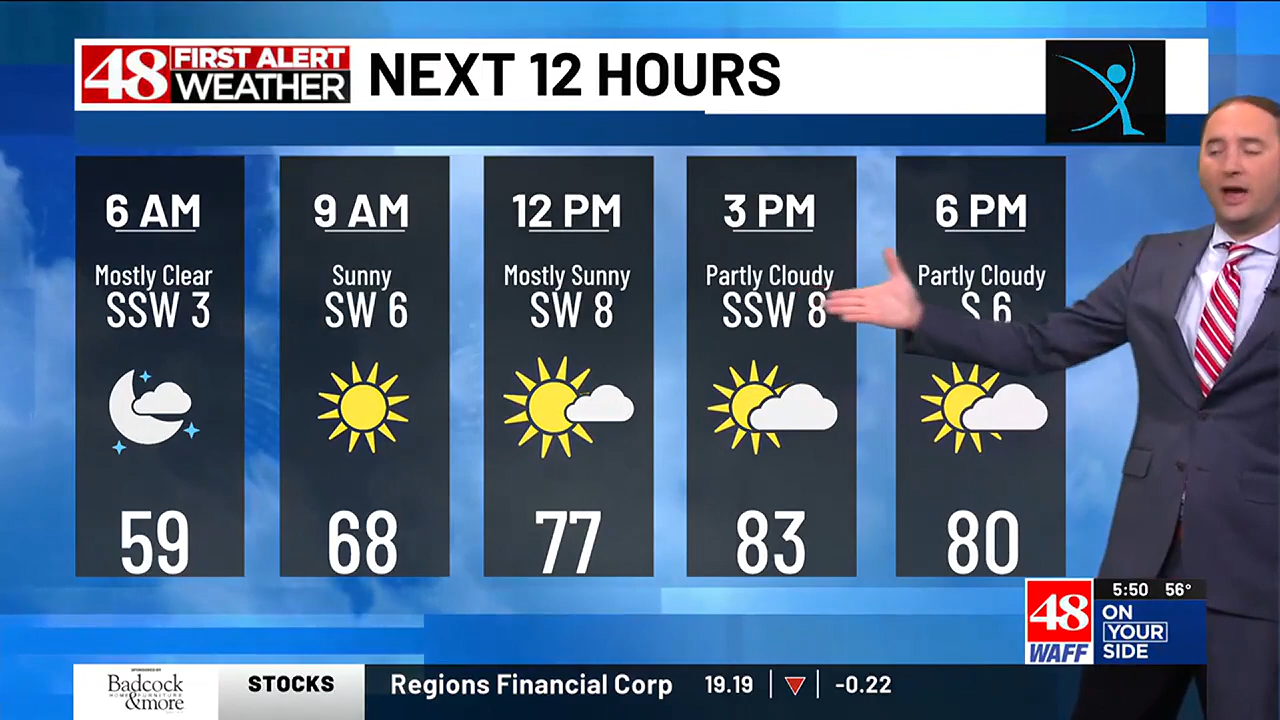 48 FIRST ALERT WEATHER
NEXT 12 HOURS
6 AM
Mostly Clear
SSW 3
59
9 AM
Sunny
SW 6
68
12 PM
Mostly Sunny
SW 8
77
3 PM
Partly Cloudy
SSW 8
83
6 PM
Partly Cloudy
S 6
80
48
WAFF
5:50 56°
ON
YOUR
SIDE
SPONSORED BY
Badcock
HOME FURNITURE
&more
STOCKS
Regions Financial Corp 19.19 -0.22